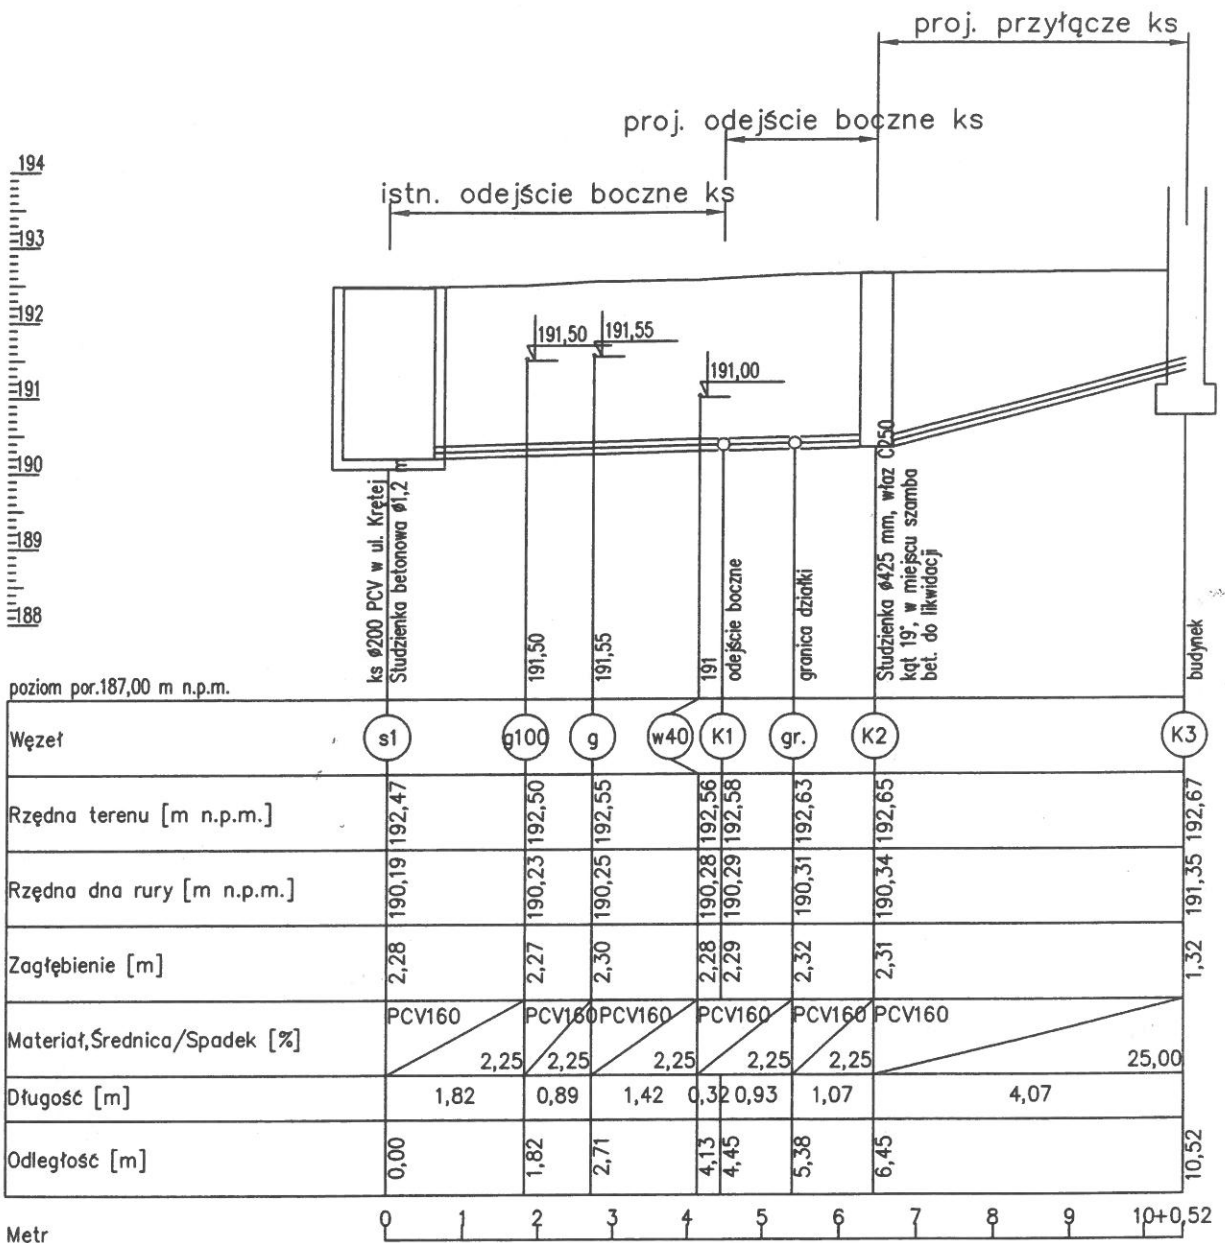 proj. przyłącze ks
proj. odejście boczne ks
istn. odejście boczne ks
194
193
192
191
190
189
188
191,50
191,55
191,00
ks ø200 PCV w ul. Krętej
Studzienka betonowa ø1,2 m
191,50
191,55
191
odejście boczne
granica działki
Studzienka ø425 mm, właz C250
kąt 19°, w miejscu szamba
bet. do likwidacji
budynek
poziom por.187,00 m n.p.m.
Węzeł s1 g100 g w40 K1 gr. K2 K3
Rzędna terenu [m n.p.m.] 192,47 192,50 192,55 192,56 192,58 192,63 192,65 192,67
Rzędna dna rury [m n.p.m.] 190,19 190,23 190,25 190,28 190,29 190,31 190,34 191,35
Zagłębienie [m] 2,28 2,27 2,30 2,28 2,29 2,32 2,31 1,32
PCV160 PCV160 PCV160 PCV160 PCV160 PCV160
Materiał,Średnica/Spadek [%]
2,25 2,25 2,25 2,25 2,25 25,00
Długość [m] 1,82 0,89 1,42 0,32 0,93 1,07 4,07
Odległość [m] 0,00 1,82 2,71 4,13 4,45 5,38 6,45 10,52
Metr 0 1 2 3 4 5 6 7 8 9 10+0,52